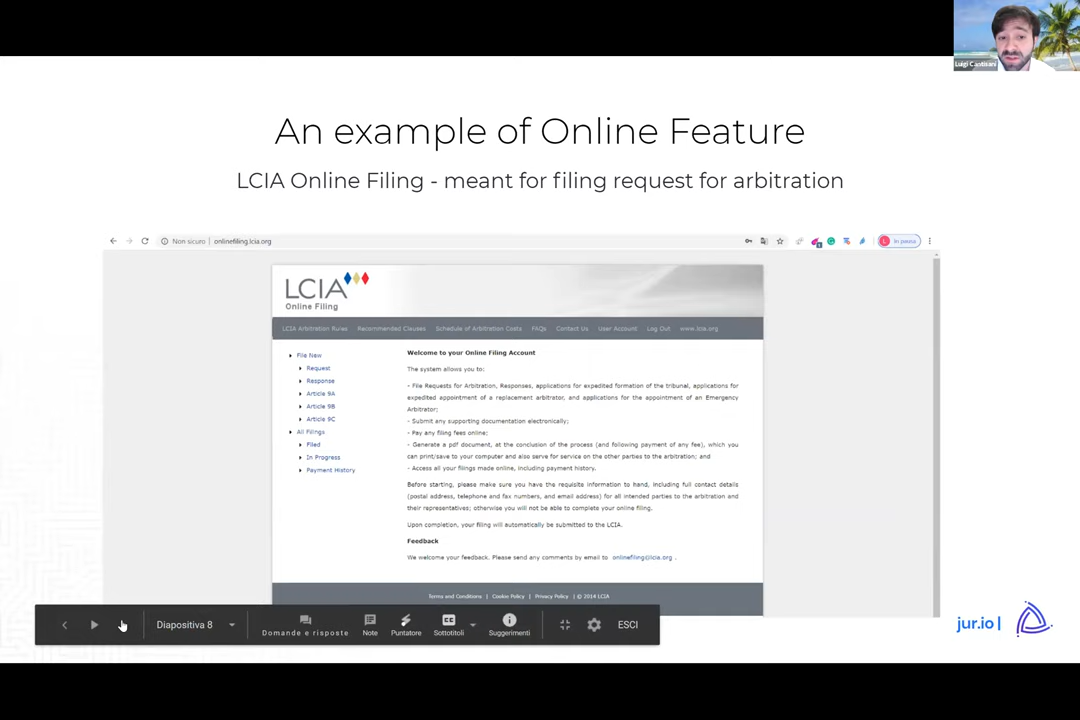 Luigi Cantisani
An example of Online Feature
LCIA Online Filing - meant for filing request for arbitration
Non sicuro | onlinefiling.lcia.org
L In pausa
LCIA
Online Filing
LCIA Arbitration Rules Recommended Clauses Schedule of Arbitration Costs FAQs Contact Us User Account Log Out www.lcia.org
File New
Request
Response
Article 9A
Article 9B
Article 9C
All Filings
Filed
In Progress
Payment History
Welcome to your Online Filing Account
The system allows you to:
- File Requests for Arbitration, Responses, applications for expedited formation of the tribunal, applications for
expedited appointment of a replacement arbitrator, and applications for the appointment of an Emergency
Arbitrator;
- Submit any supporting documentation electronically;
- Pay any filing fees online;
- Generate a pdf document, at the conclusion of the process (and following payment of any fee), which you
can print/save to your computer and also serve for service on the other parties to the arbitration; and
- Access all your filings made online, including payment history.
Before starting, please make sure you have the requisite information to hand, including full contact details
(postal address, telephone and fax numbers, and email address) for all intended parties to the arbitration and
their representatives; otherwise you will not be able to complete your online filing.
Upon completion, your filing will automatically be submitted to the LCIA.
Feedback
We welcome your feedback. Please send any comments by email to onlinefiling@lcia.org .
Terms and Conditions | Cookie Policy | Privacy Policy | © 2014 LCIA
Diapositiva 8
Domande e risposte
Note
Puntatore
CC
Sottotitoli
Suggerimenti
ESCI
jur.io |